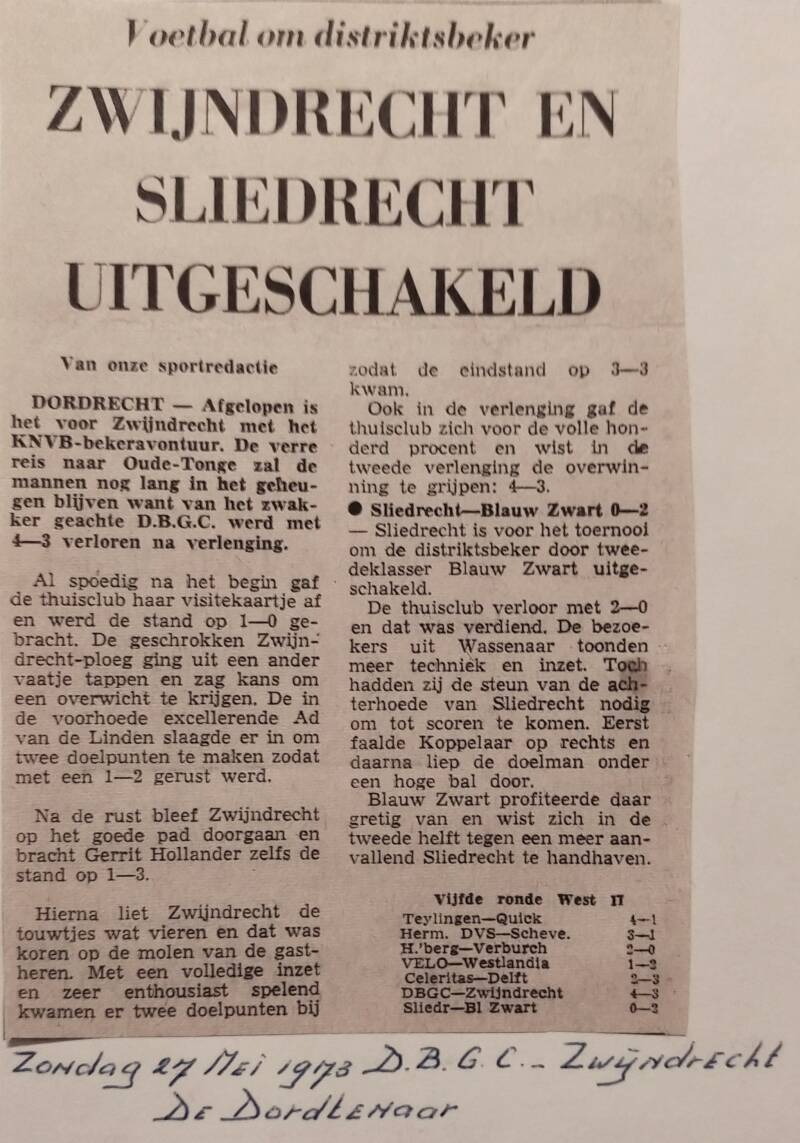 Voetbal om distriktsbeker
ZWIJNDRECHT EN
SLIEDRECHT
UITGESCHAKELD
Van onze sportredactie
DORDRECHT — Afgelopen is
het voor Zwijndrecht met het
KNVB-bekeravontuur. De verre
reis naar Oude-Tonge zal de
mannen nog lang in het geheu-
gen blijven want van het zwak-
ker geachte D.B.G.C. werd met
4—3 verloren na verlenging.
Al spoedig na het begin gaf
de thuisclub haar visitekaartje af
en werd de stand op 1—0 ge-
bracht. De geschrokken Zwijn-
drecht-ploeg ging uit een ander
vaatje tappen en zag kans om
een overwicht te krijgen. De in
de voorhoede excellerende Ad
van de Linden slaagde er in om
twee doelpunten te maken zodat
met een 1—2 gerust werd.
Na de rust bleef Zwijndrecht
op het goede pad doorgaan en
bracht Gerrit Hollander zelfs de
stand op 1—3.
Hierna liet Zwijndrecht de
touwtjes wat vieren en dat was
koren op de molen van de gast-
heren. Met een volledige inzet
en zeer enthousiast spelend
kwamen er twee doelpunten bij
zodat de eindstand op 3—3
kwam.
Ook in de verlenging gaf de
thuisclub zich voor de volle hon-
derd procent en wist in de
tweede verlenging de overwin-
ning te grijpen: 4—3.
● Sliedrecht—Blauw Zwart 0—2
— Sliedrecht is voor het toernooi
om de distriktsbeker door twee-
deklasser Blauw Zwart uitge-
schakeld.
De thuisclub verloor met 2—0
en dat was verdiend. De bezoe-
kers uit Wassenaar toonden
meer techniek en inzet. Toch
hadden zij de steun van de ach-
terhoede van Sliedrecht nodig
om tot scoren te komen. Eerst
faalde Koppelaar op rechts en
daarna liep de doelman onder
een hoge bal door.
Blauw Zwart profiteerde daar
gretig van en wist zich in de
tweede helft tegen een meer aan-
vallend Sliedrecht te handhaven.
Vijfde ronde West II
Teylingen—Quick 4—1
Herm. DVS—Scheve. 3—1
H.'berg—Verburch 2—0
VELO—Westlandia 1—2
Celeritas—Delft 2—3
DBGC—Zwijndrecht 4—3
Sliedr—Bl Zwart 0—2
Zondag 27 Mei 1973 D.B.G.C. - Zwijndrecht
De Dordtenaar